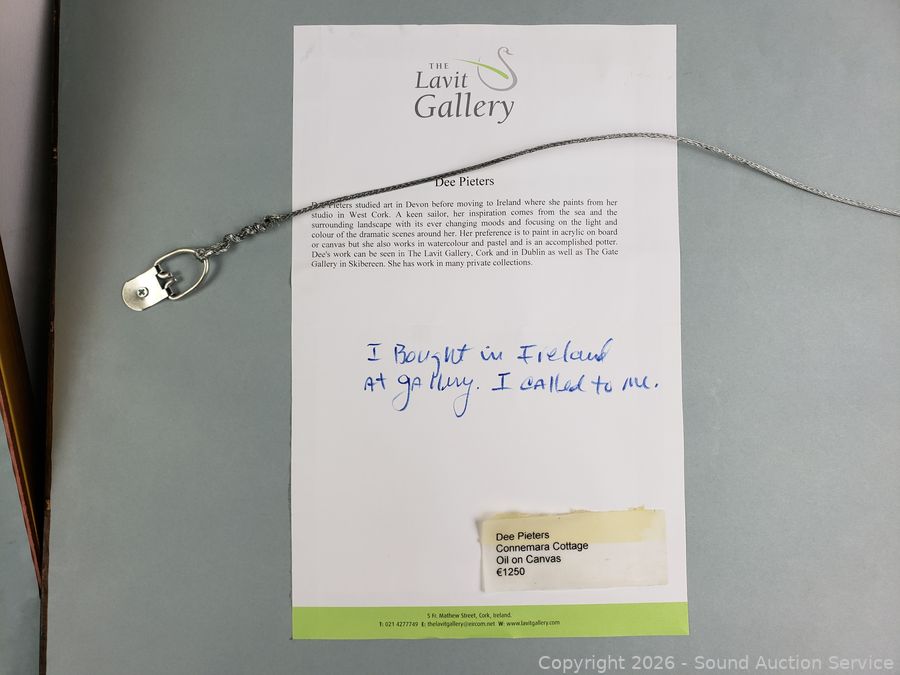 THE
Lavit
Gallery
Dee Pieters
Dee Pieters studied art in Devon before moving to Ireland where she paints from her
studio in West Cork. A keen sailor, her inspiration comes from the sea and the
surrounding landscape with its ever changing moods and focusing on the light and
colour of the dramatic scenes around her. Her preference is to paint in acrylic on board
or canvas but she also works in watercolour and pastel and is an accomplished potter.
Dee's work can be seen in The Lavit Gallery, Cork and in Dublin as well as The Gate
Gallery in Skibereen. She has work in many private collections.
I Bought in Ireland
At gallery. I called to me.
Dee Pieters
Connemara Cottage
Oil on Canvas
€1250
5 Fr. Mathew Street, Cork, Ireland.
T: 021 4277749 E: thelavitgallery@eircom.net W: www.lavitgallery.com
Copyright 2026 - Sound Auction Service